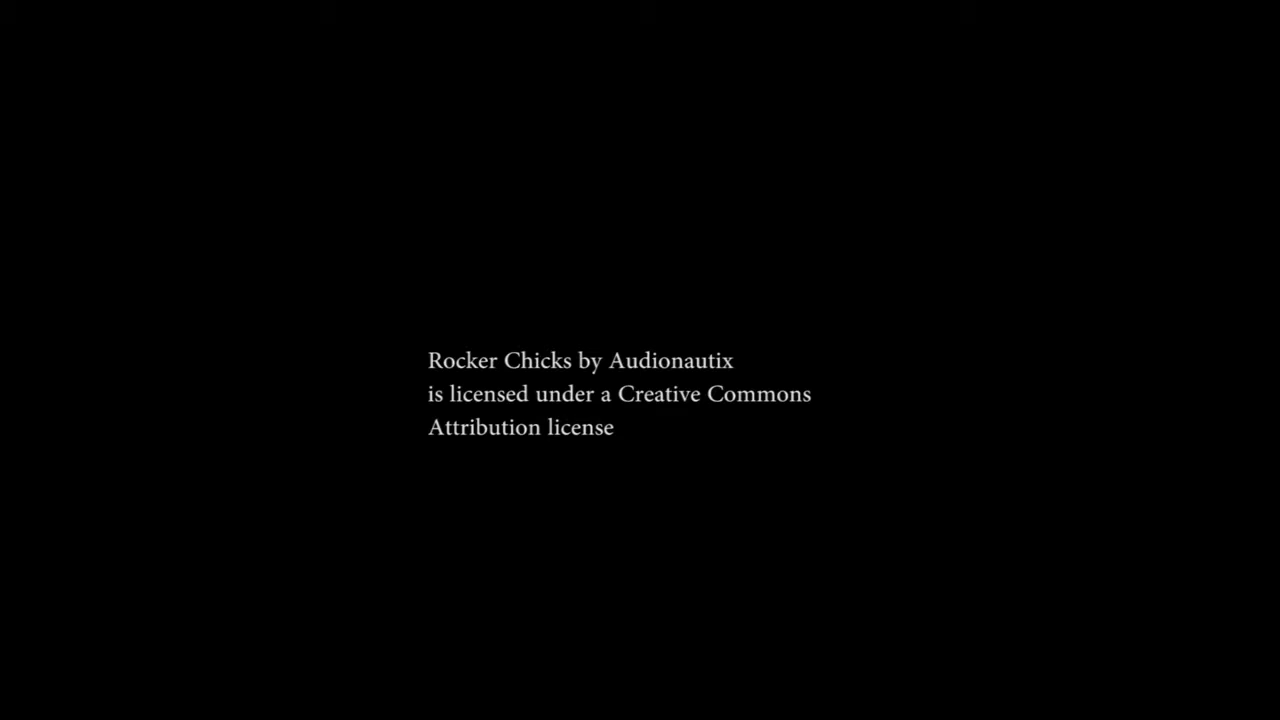 Rocker Chicks by Audionautix
is licensed under a Creative Commons
Attribution license